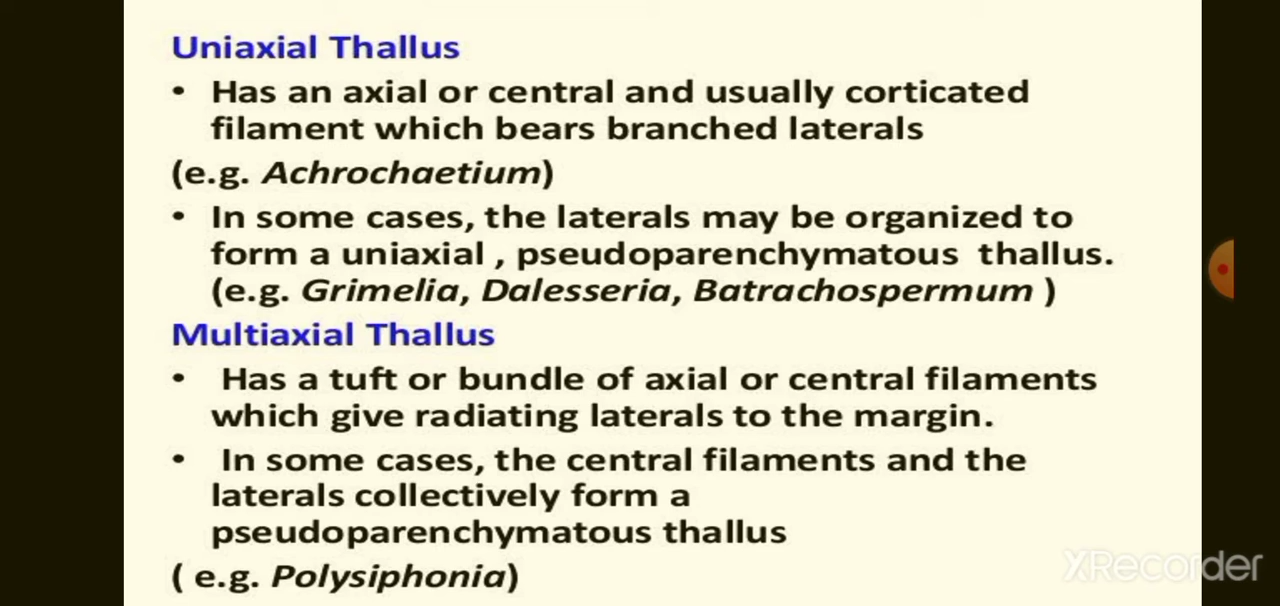 Uniaxial Thallus
• Has an axial or central and usually corticated
filament which bears branched laterals
(e.g. Achrochaetium)
• In some cases, the laterals may be organized to
form a uniaxial , pseudoparenchymatous thallus.
(e.g. Grimelia, Dalesseria, Batrachospermum )
Multiaxial Thallus
• Has a tuft or bundle of axial or central filaments
which give radiating laterals to the margin.
• In some cases, the central filaments and the
laterals collectively form a
pseudoparenchymatous thallus
( e.g. Polysiphonia)
XRecorder